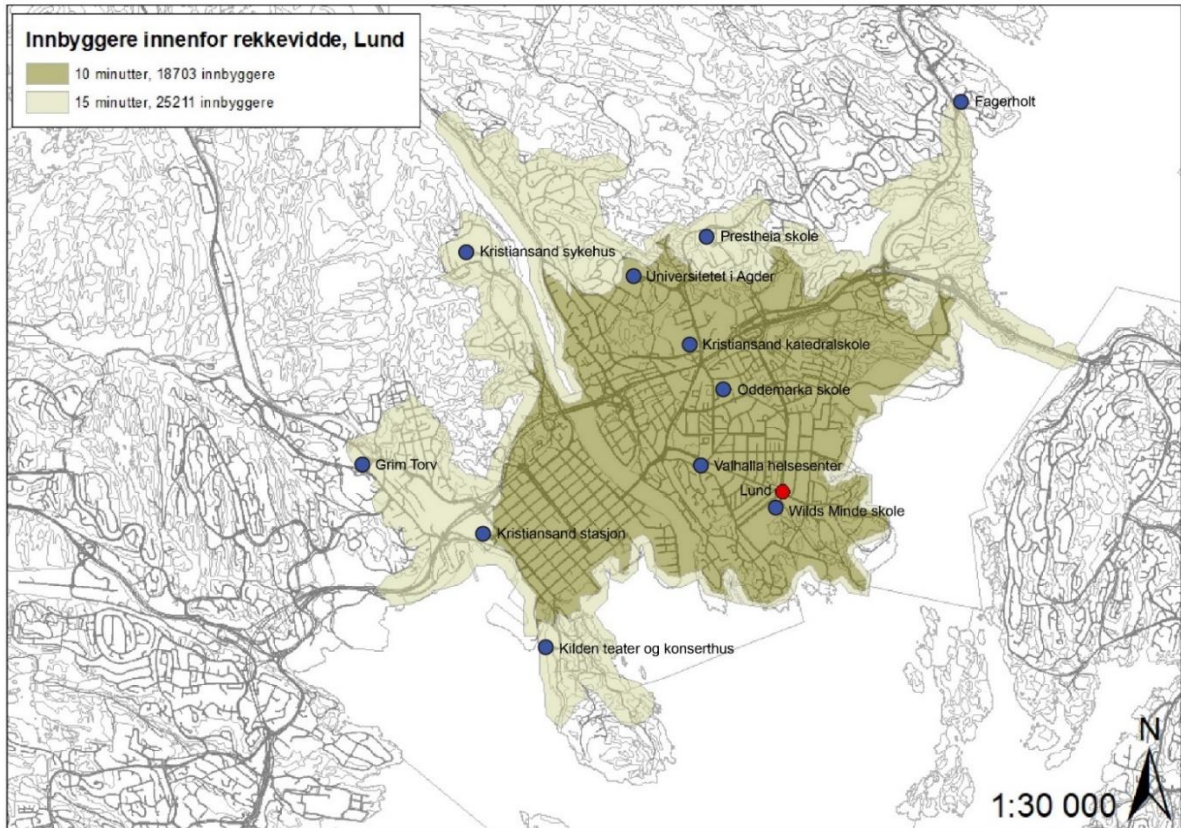 Innbyggere innenfor rekkevidde, Lund
10 minutter, 18703 innbyggere
15 minutter, 25211 innbyggere
Fagerholt
Prestheia skole
Kristiansand sykehus
Universitetet i Agder
Kristiansand katedralskole
Oddemarka skole
Grim Torv
Valhalla helsesenter
Lund
Wilds Minde skole
Kristiansand stasjon
Kilden teater og konserthus
N
1:30 000